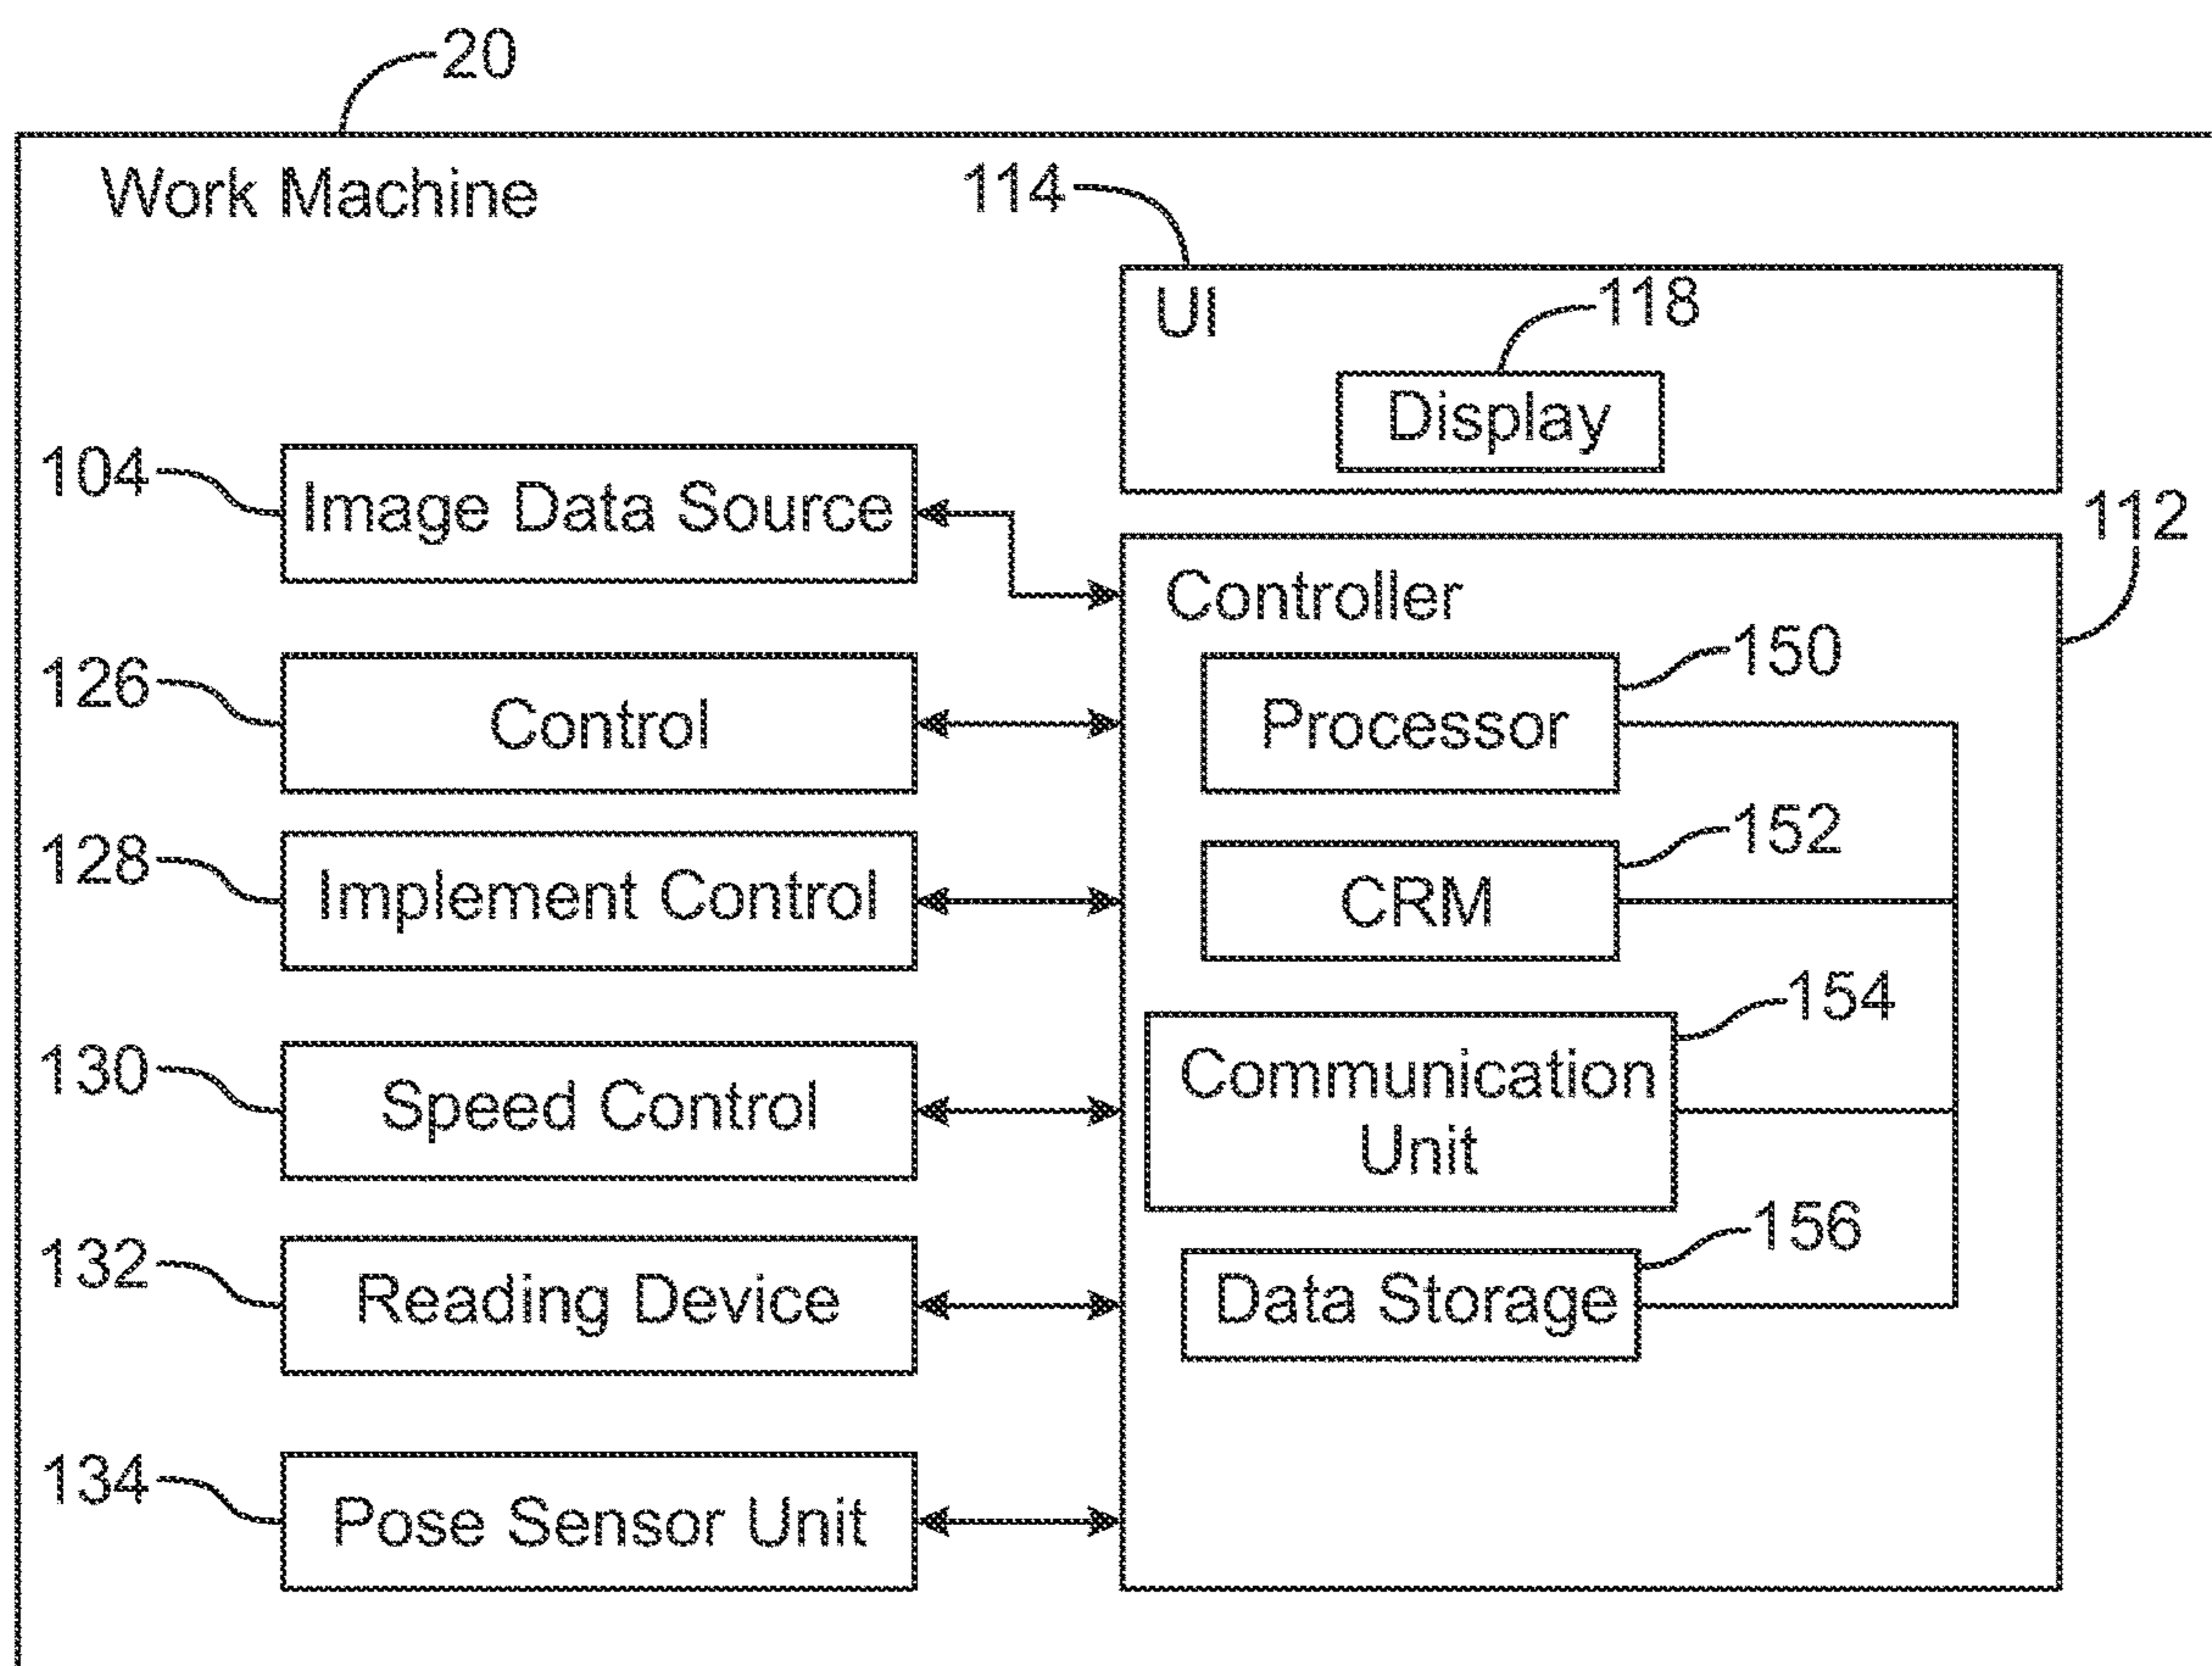 20
Work Machine
114
UI
118
Display
104
Image Data Source
112
Controller
126
Control
150
Processor
128
Implement Control
152
CRM
130
Speed Control
154
Communication
Unit
132
Reading Device
156
Data Storage
134
Pose Sensor Unit